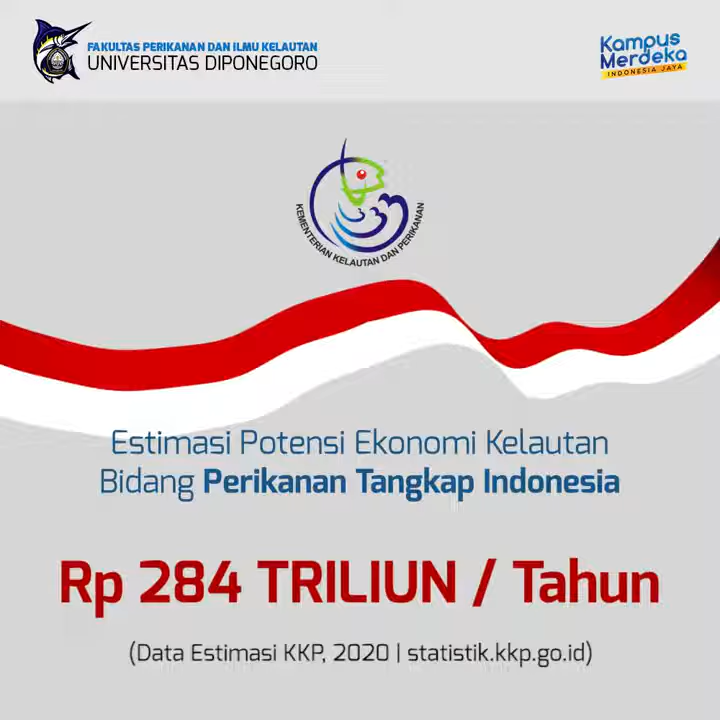 FAKULTAS PERIKANAN DAN ILMU KELAUTAN
UNIVERSITAS DIPONEGORO
Kampus
Merdeka
INDONESIA JAYA
KEMENTERIAN KELAUTAN DAN PERIKANAN
Estimasi Potensi Ekonomi Kelautan
Bidang Perikanan Tangkap Indonesia
Rp 284 TRILIUN / Tahun
(Data Estimasi KKP, 2020 | statistik.kkp.go.id)